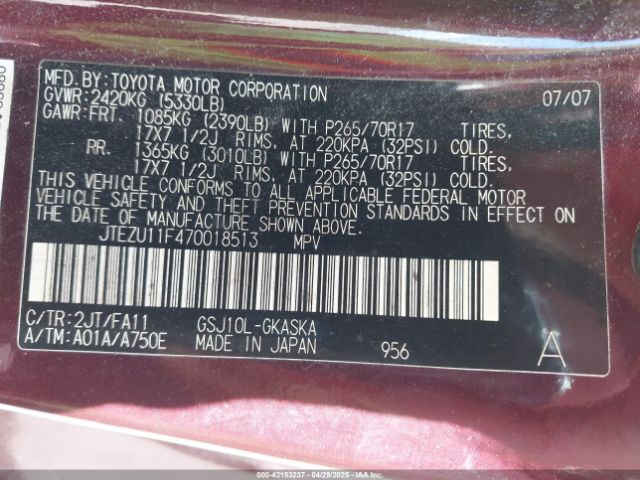 MFD.BY:TOYOTA MOTOR CORPORATION 07/07
GVWR:2420KG (5330LB)
GAWR:FRT. 1085KG (2390LB) WITH P265/70R17 TIRES,
17X7 1/2J RIMS, AT 220KPA (32PSI) COLD.
RR. 1365KG (3010LB) WITH P265/70R17 TIRES,
17X7 1/2J RIMS, AT 220KPA (32PSI) COLD.
THIS VEHICLE CONFORMS TO ALL APPLICABLE FEDERAL MOTOR
VEHICLE SAFETY AND THEFT PREVENTION STANDARDS IN EFFECT ON
THE DATE OF MANUFACTURE SHOWN ABOVE.
JTEZU11F470018513 MPV
C/TR:2JT/FA11 GSJ10L-GKASKA
A/TM:A01A/A750E MADE IN JAPAN 956 A
000-42153237 - 04/29/2025 - IAAI.COM